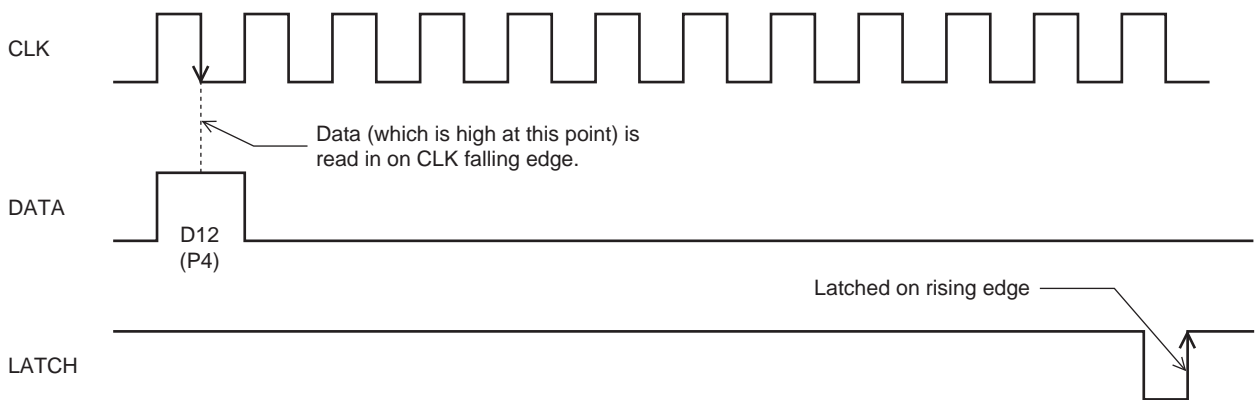 CLK
Data (which is high at this point) is
read in on CLK falling edge.
DATA
D12
(P4)
Latched on rising edge
LATCH